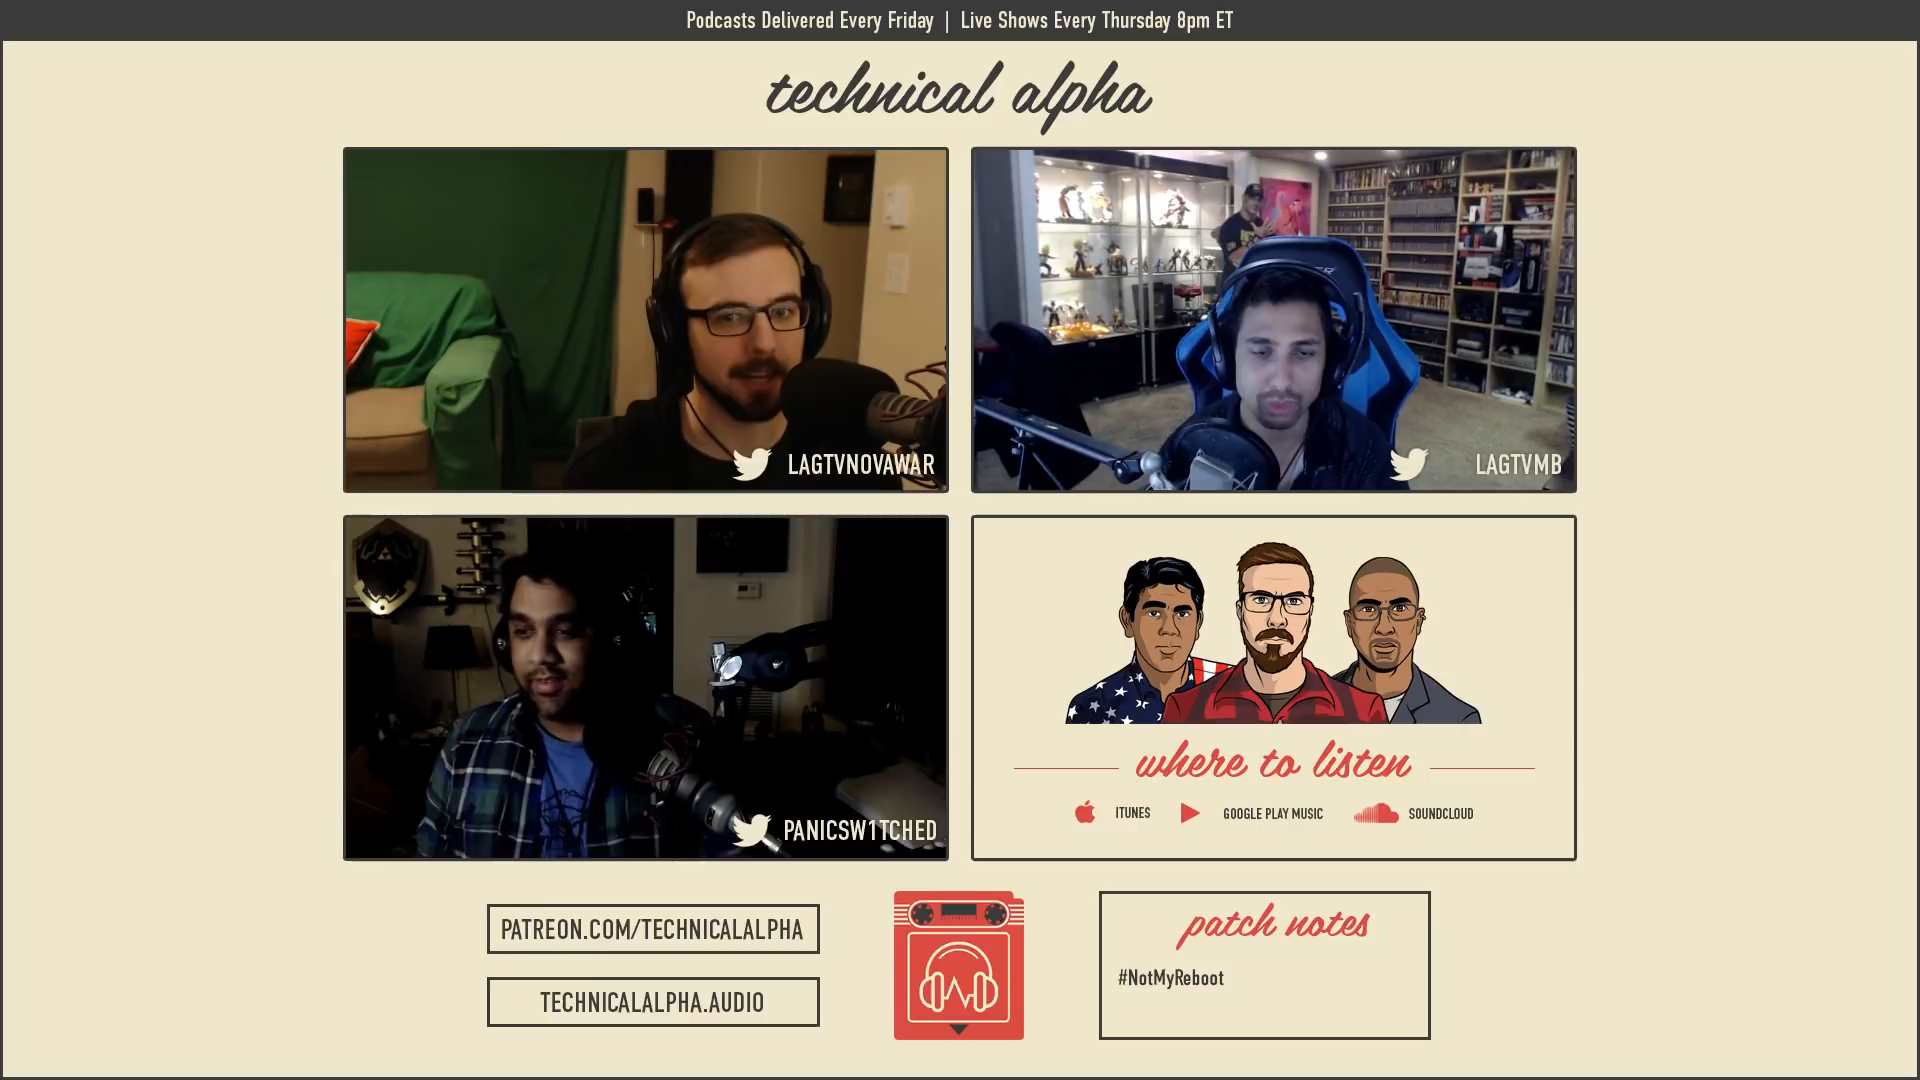 Podcasts Delivered Every Friday | Live Shows Every Thursday 8pm ET
technical alpha
LAGTVNOVAWAR
LAGTVMB
PANICSW1TCHED
where to listen
ITUNES
GOOGLE PLAY MUSIC
SOUNDCLOUD
PATREON.COM/TECHNICALALPHA
TECHNICALALPHA.AUDIO
patch notes
#NotMyReboot